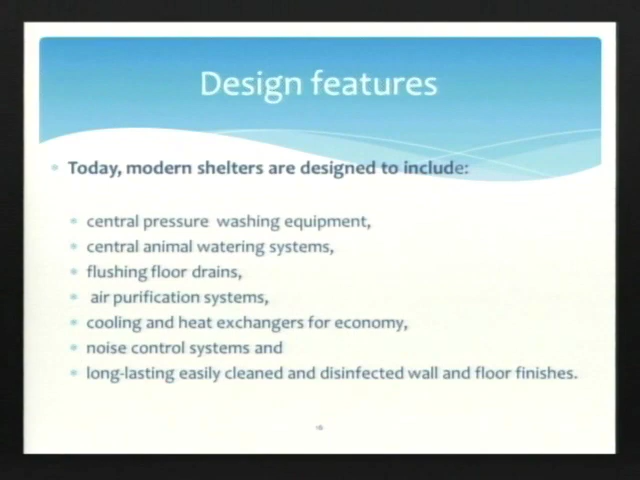 Design features
Today, modern shelters are designed to include:
central pressure washing equipment,
central animal watering systems,
flushing floor drains,
air purification systems,
cooling and heat exchangers for economy,
noise control systems and
long-lasting easily cleaned and disinfected wall and floor finishes.